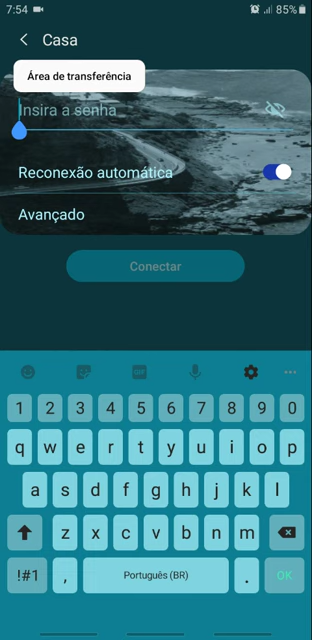 7:54 85%
Casa
Área de transferência
Insira a senha
Reconexão automática
Avançado
Conectar
GIF
1 2 3 4 5 6 7 8 9 0
q w e r t y u i o p
a s d f g h j k l
z x c v b n m
!#1 , Português (BR) . OK